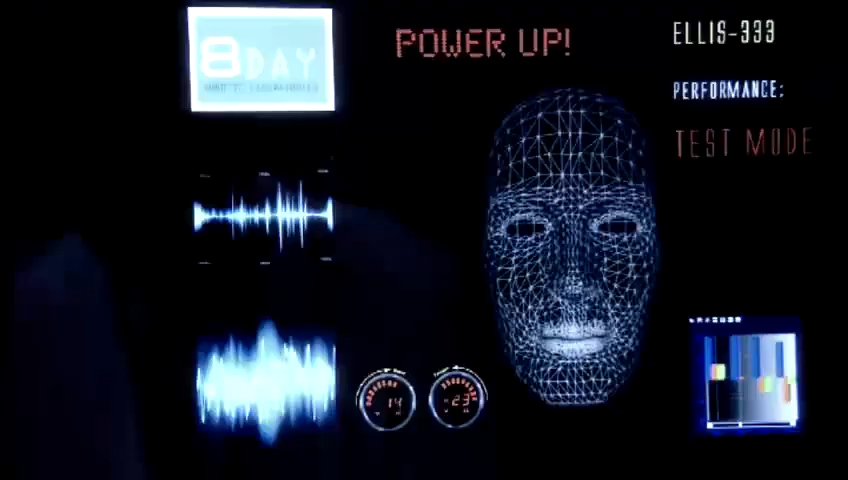 8DAY
POWER UP!
ELLIS-333
PERFORMANCE:
TEST MODE
14
23